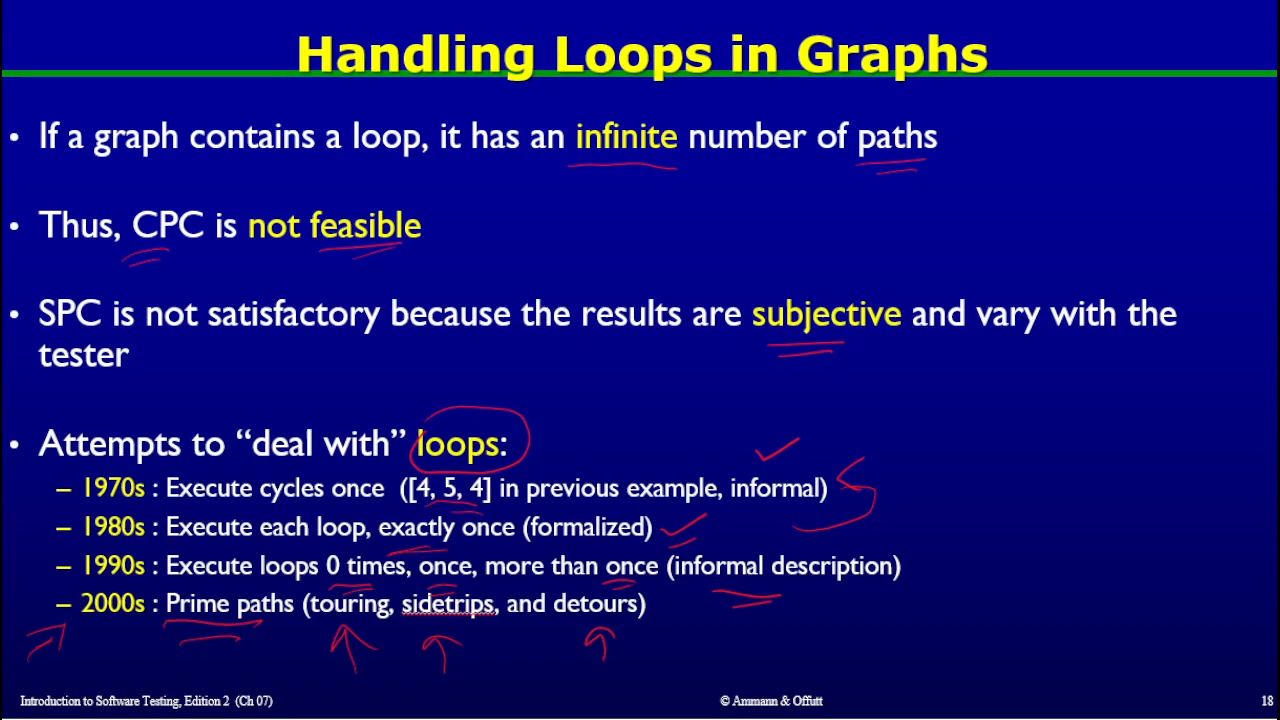 Handling Loops in Graphs
• If a graph contains a loop, it has an infinite number of paths
• Thus, CPC is not feasible
• SPC is not satisfactory because the results are subjective and vary with the
tester
• Attempts to “deal with” loops:
– 1970s : Execute cycles once ([4, 5, 4] in previous example, informal)
– 1980s : Execute each loop, exactly once (formalized)
– 1990s : Execute loops 0 times, once, more than once (informal description)
– 2000s : Prime paths (touring, sidetrips, and detours)
Introduction to Software Testing, Edition 2 (Ch 07)
© Ammann & Offutt
18